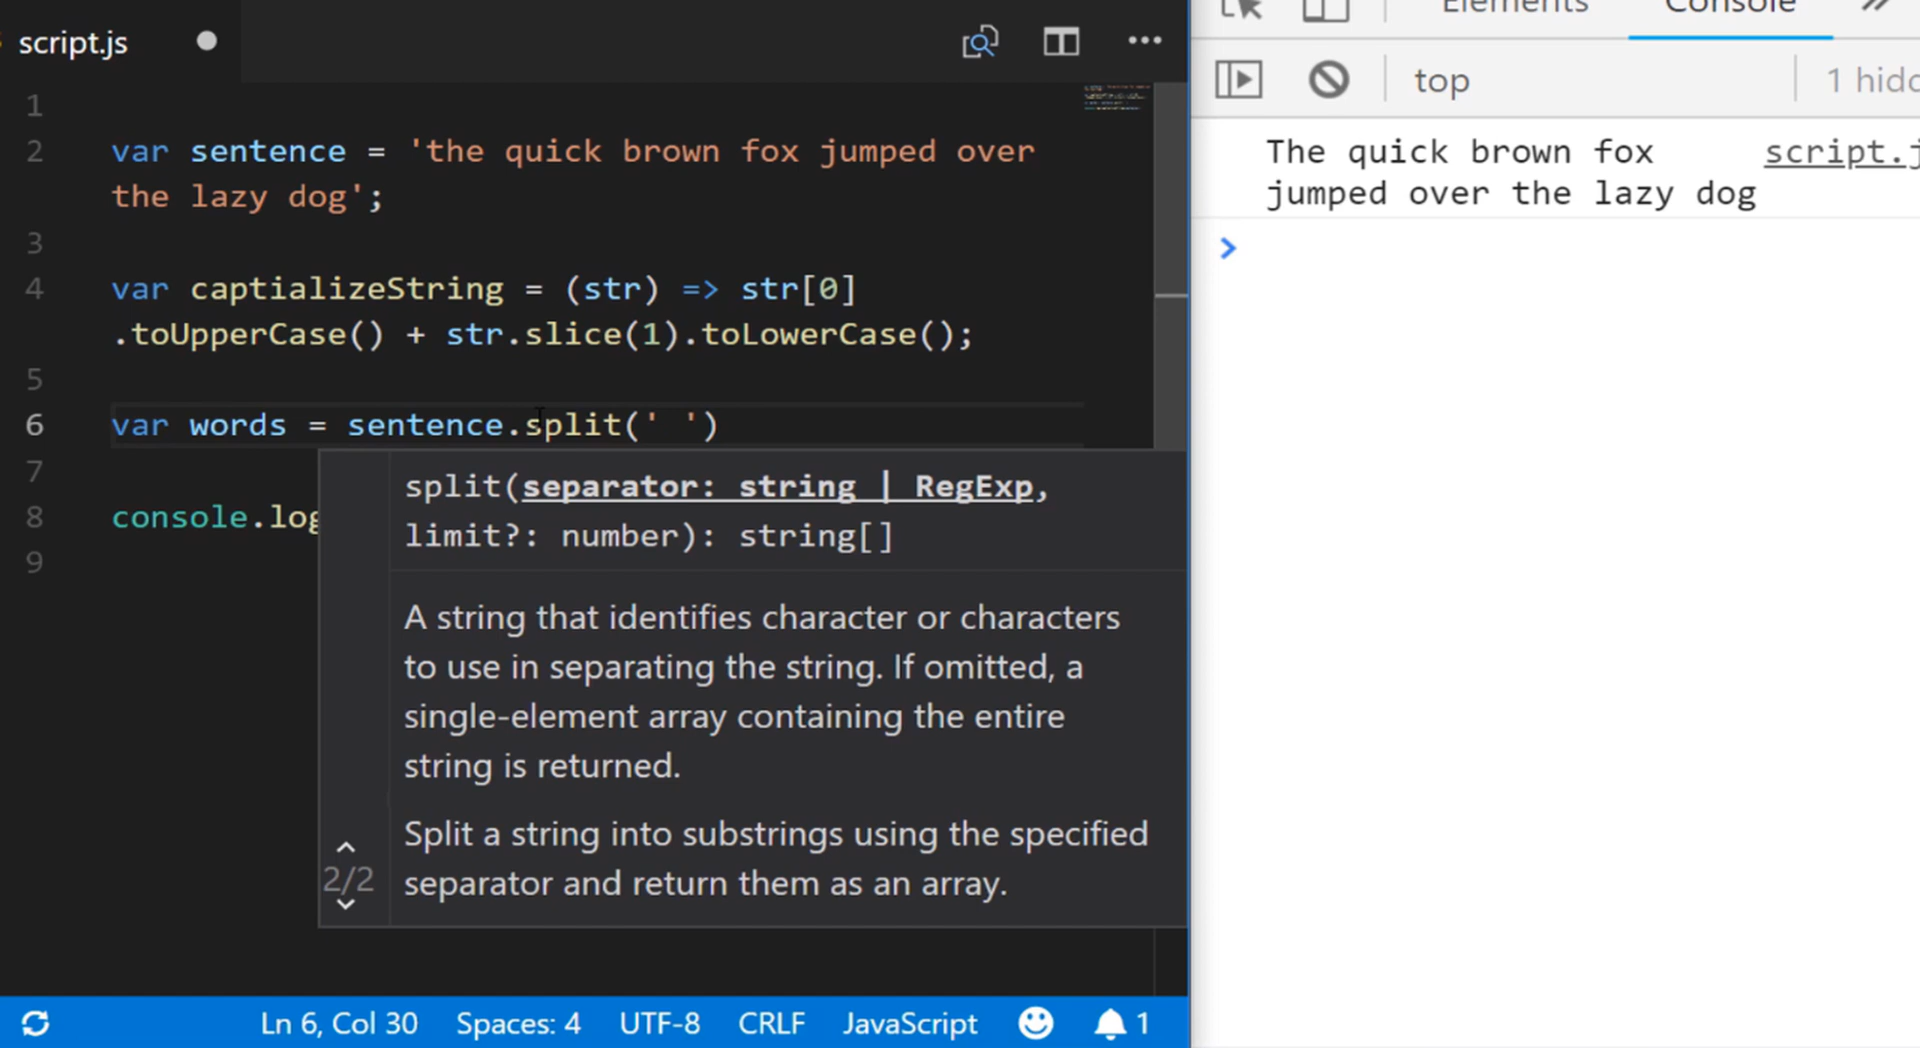 script.js
1
2 var sentence = 'the quick brown fox jumped over
the lazy dog';
3
4 var captializeString = (str) => str[0]
.toUpperCase() + str.slice(1).toLowerCase();
5
6 var words = sentence.split(' ')
7
8 console.log
9
split(separator: string | RegExp,
limit?: number): string[]
A string that identifies character or characters
to use in separating the string. If omitted, a
single-element array containing the entire
string is returned.
Split a string into substrings using the specified
separator and return them as an array.
2/2
Ln 6, Col 30 Spaces: 4 UTF-8 CRLF JavaScript 1
Elements Console
top 1 hidd
The quick brown fox script.j
jumped over the lazy dog